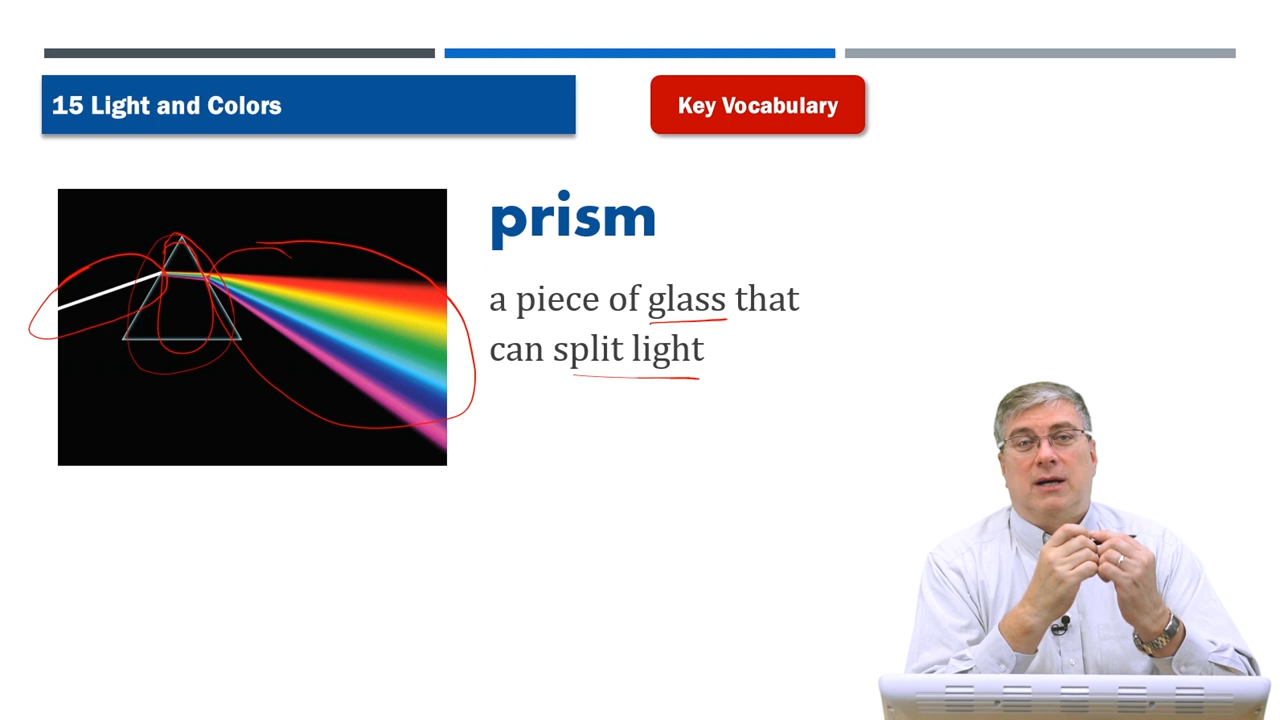 15 Light and Colors
Key Vocabulary
prism
a piece of glass that
can split light